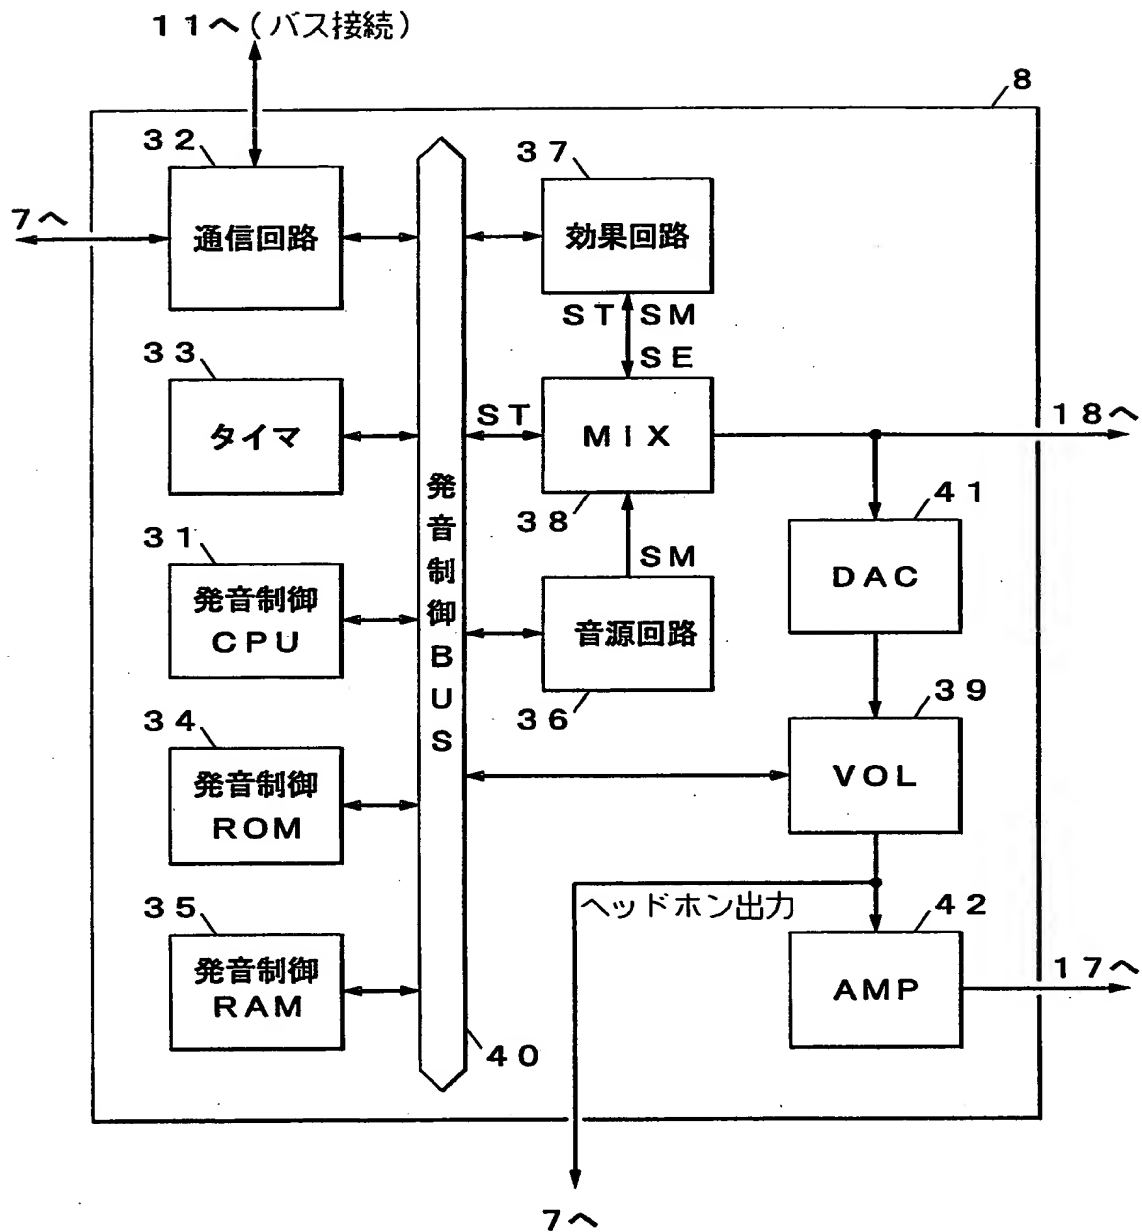 11へ(バス接続)
8
32
37
7へ
通信回路
効果回路
ST SM
SE
33
タイマ
ST
MIX
18へ
38
41
DAC
SM
31
発音制御
CPU
音源回路
36
発音制御BUS
39
VOL
34
発音制御
ROM
ヘッドホン出力
42
AMP
17へ
35
発音制御
RAM
40
7へ